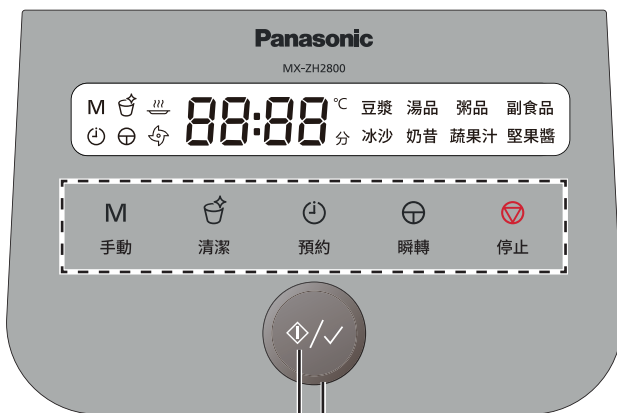 Panasonic
MX-ZH2800
M 88:88 ℃ 豆漿 湯品 粥品 副食品
分 冰沙 奶昔 蔬果汁 堅果醬
M
手動 清潔 預約 瞬轉 停止